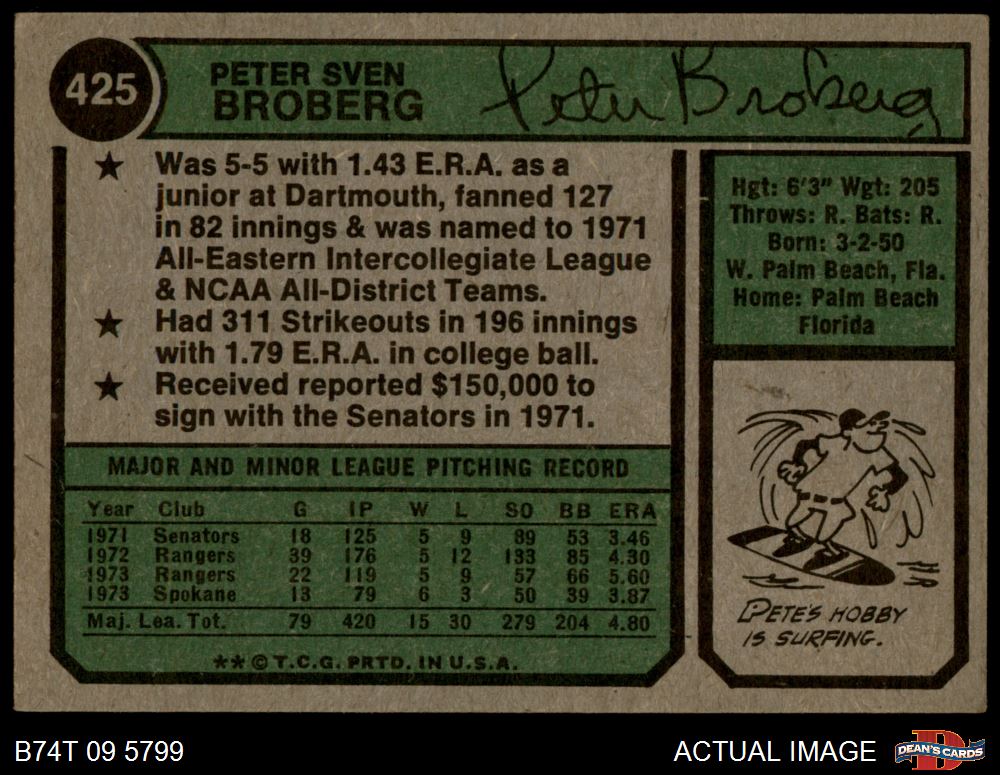 425
PETER SVEN
BROBERG
Pete Broberg
★ Was 5-5 with 1.43 E.R.A. as a
junior at Dartmouth, fanned 127
in 82 innings & was named to 1971
All-Eastern Intercollegiate League
& NCAA All-District Teams.
★ Had 311 Strikeouts in 196 innings
with 1.79 E.R.A. in college ball.
★ Received reported $150,000 to
sign with the Senators in 1971.
Hgt: 6'3" Wgt: 205
Throws: R. Bats: R.
Born: 3-2-50
W. Palm Beach, Fla.
Home: Palm Beach
Florida
MAJOR AND MINOR LEAGUE PITCHING RECORD
Year Club G IP W L SO BB ERA
1971 Senators 18 125 5 9 89 53 3.46
1972 Rangers 39 176 5 12 133 85 4.30
1973 Rangers 22 119 5 9 57 66 5.60
1973 Spokane 13 79 6 3 50 39 3.87
Maj. Lea. Tot. 79 420 15 30 279 204 4.80
**©T.C.G. PRTD. IN U.S.A.
PETE'S HOBBY
IS SURFING.
B74T 09 5799
ACTUAL IMAGE
D
DEAN'S CARDS